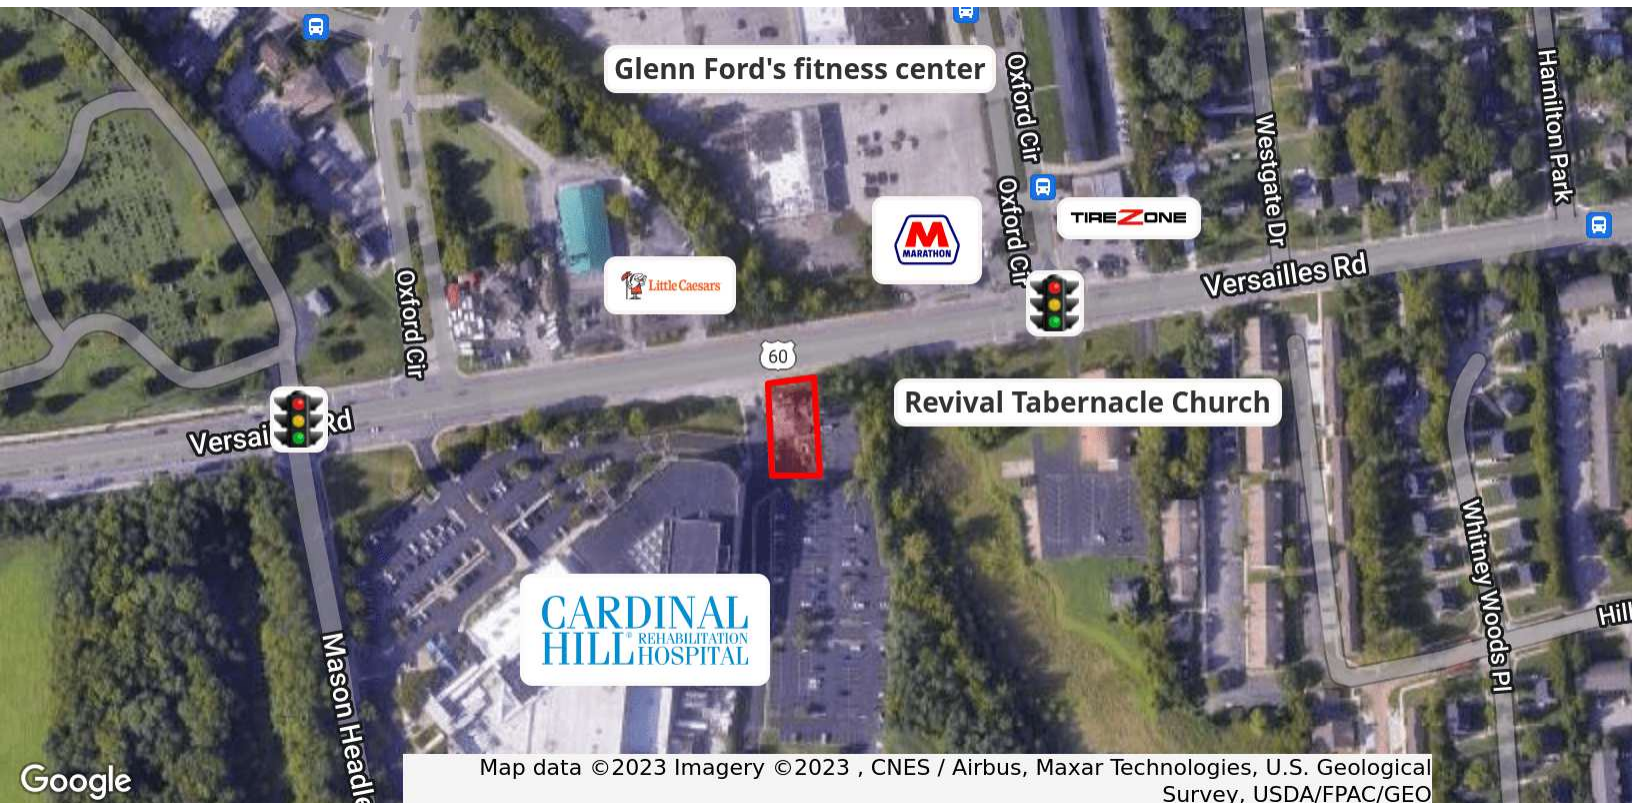 Glenn Ford's fitness center
Oxford Cir
Hamilton Park
Westgate Dr
Oxford Cir
TIREZONE
M
MARATHON
Oxford Cir
Little Caesars
Versailles Rd
60
Revival Tabernacle Church
Versai Rd
Whitney Woods Pl
CARDINAL
HILL® REHABILITATION
HOSPITAL
Hill
Mason Headle
Google
Map data ©2023 Imagery ©2023 , CNES / Airbus, Maxar Technologies, U.S. Geological
Survey, USDA/FPAC/GEO